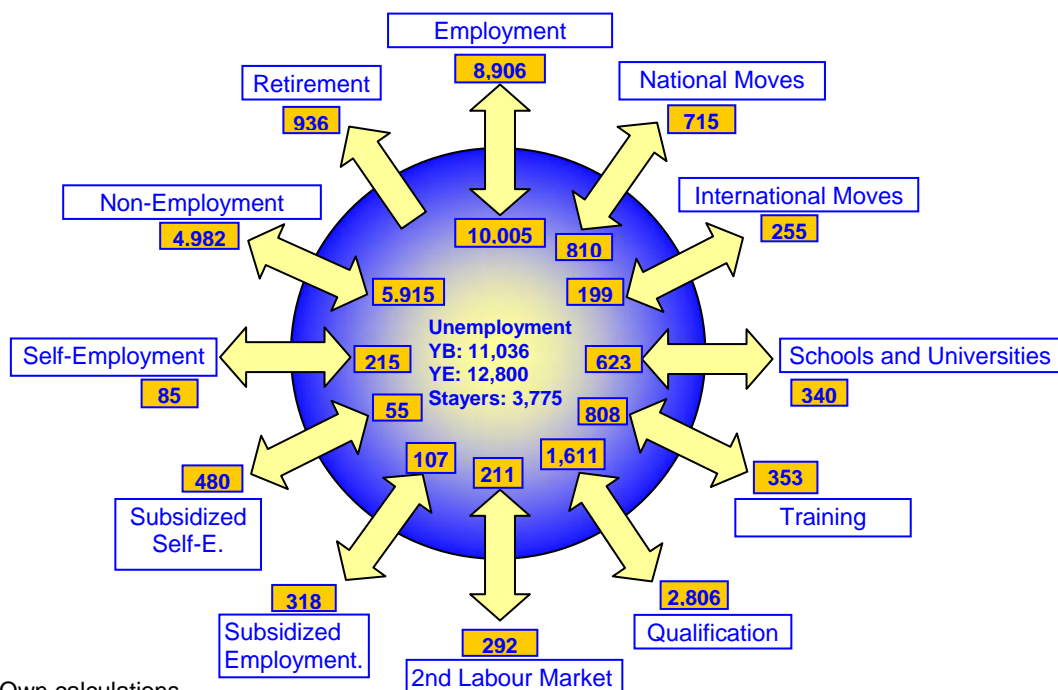 Employment
8,906
National Moves
715
Retirement
936
International Moves
255
Non-Employment
4.982
10.005
810
199
5.915
Unemployment
YB: 11,036
YE: 12,800
Stayers: 3,775
Self-Employment
85
215
623
Schools and Universities
340
55
808
107
211
1,611
480
Subsidized
Self-E.
353
Training
318
Subsidized
Employment.
292
2nd Labour Market
2.806
Qualification
Own calculations